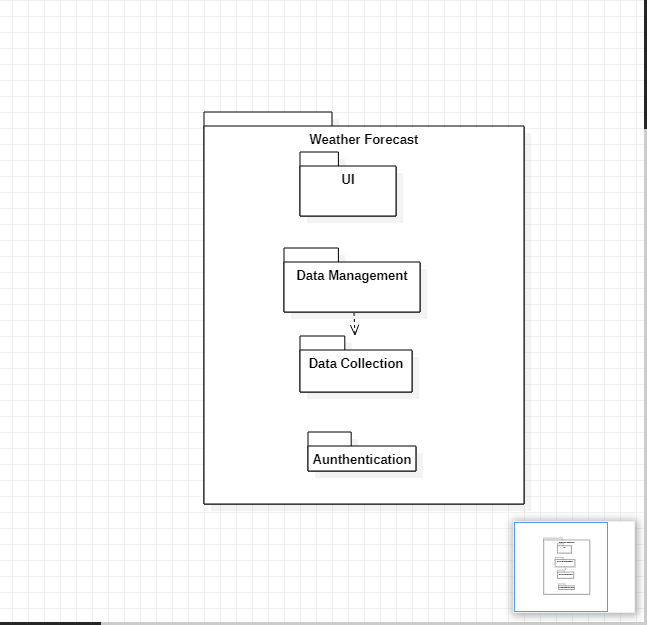 Weather Forecast
UI
Data Management
Data Collection
Aunthentication